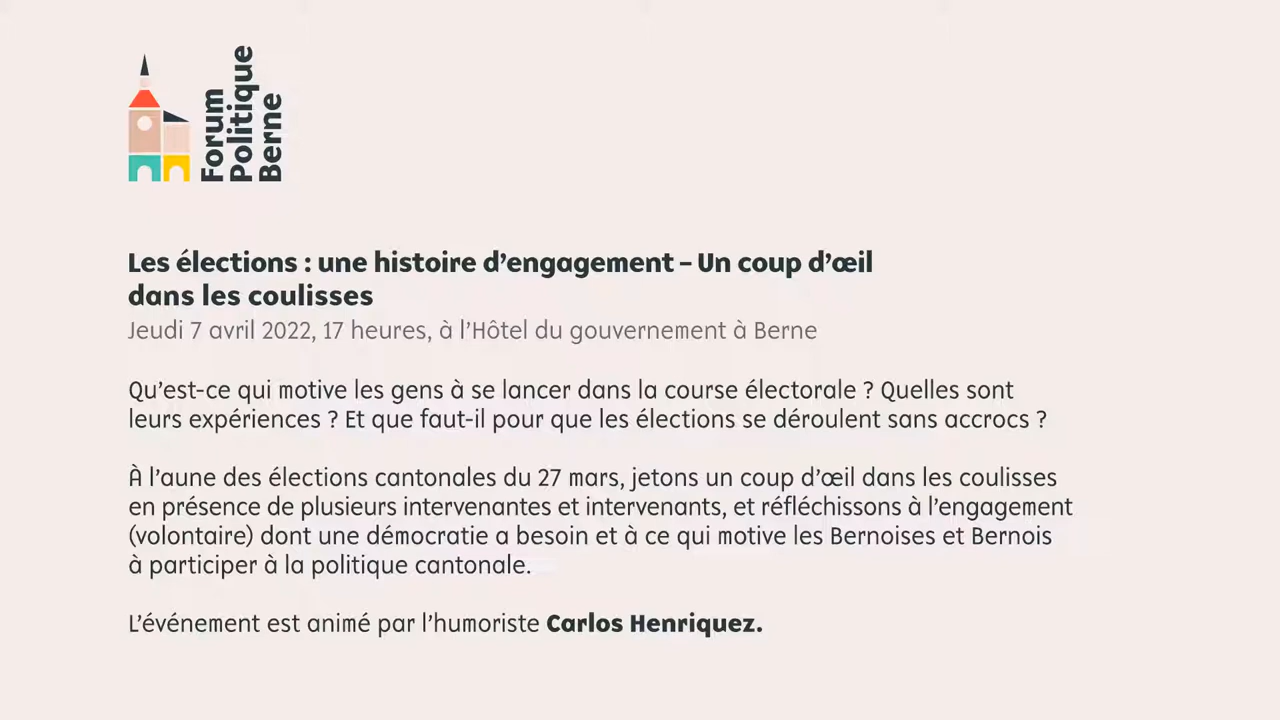 Forum
Politique
Berne
Les élections : une histoire d’engagement – Un coup d’œil
dans les coulisses
Jeudi 7 avril 2022, 17 heures, à l’Hôtel du gouvernement à Berne
Qu’est-ce qui motive les gens à se lancer dans la course électorale ? Quelles sont
leurs expériences ? Et que faut-il pour que les élections se déroulent sans accrocs ?
À l’aune des élections cantonales du 27 mars, jetons un coup d’œil dans les coulisses
en présence de plusieurs intervenantes et intervenants, et réfléchissons à l’engagement
(volontaire) dont une démocratie a besoin et à ce qui motive les Bernoises et Bernois
à participer à la politique cantonale.
L’événement est animé par l’humoriste Carlos Henriquez.